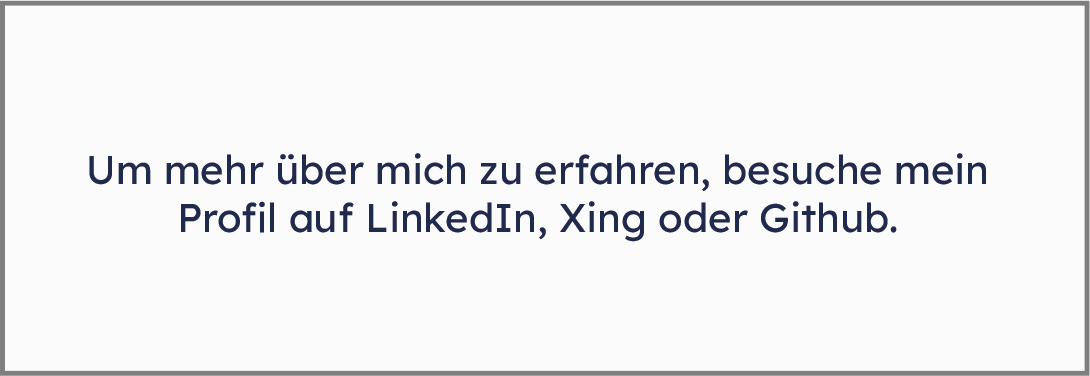 Um mehr über mich zu erfahren, besuche mein
Profil auf LinkedIn, Xing oder Github.